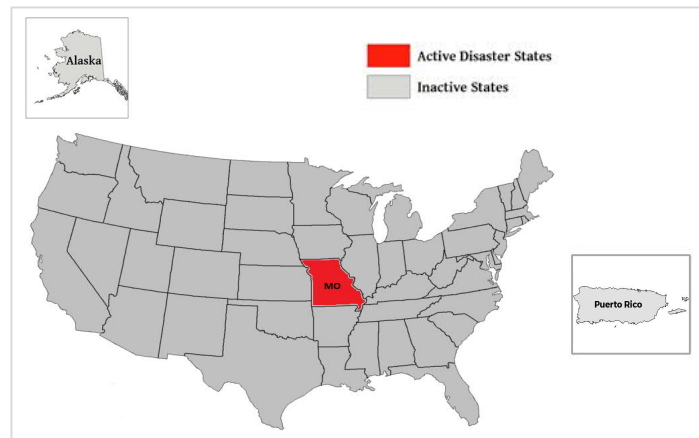 Alaska
Active Disaster States
Inactive States
MO
Puerto Rico